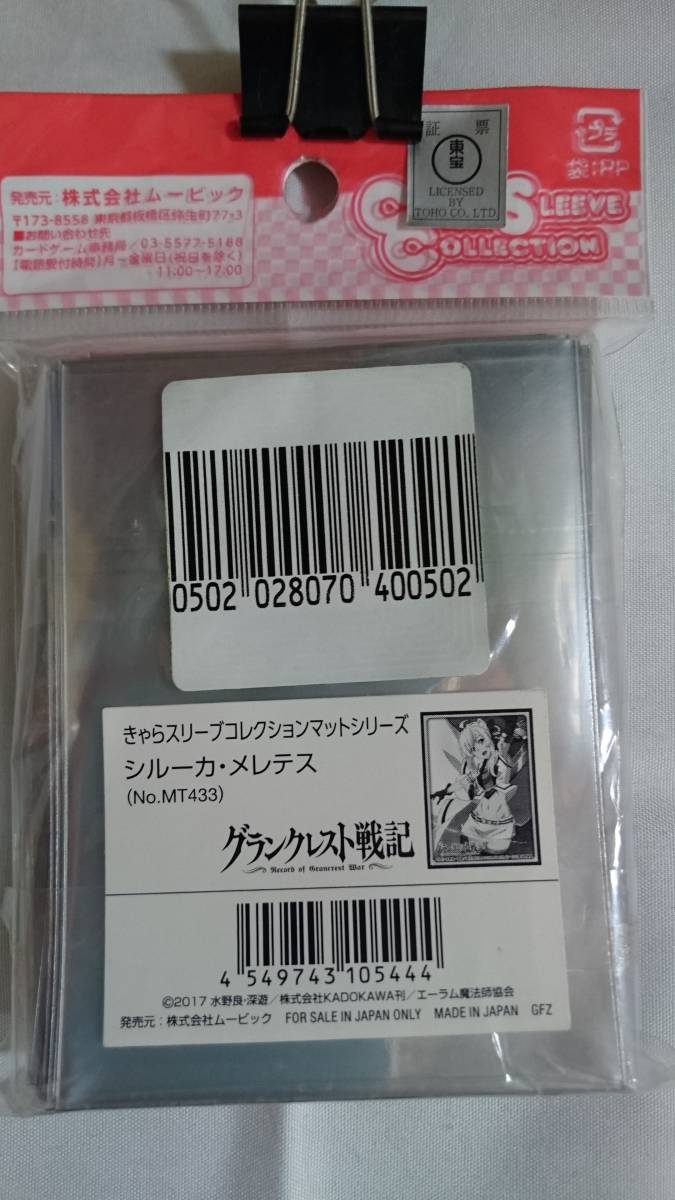 発売元:株式会社ムービック
〒173-8558 東京都板橋区弥生町77-3
■お問い合わせ先
カードゲーム事務局/03-5577-5188
『電話受付時間』月~金曜日(祝日を除く)
11:00~17:00
証 票
東宝
LICENSED
BY
TOHO CO., LTD.
プラ
袋:PP
SLEEVE
COLLECTION
0502 028070 400502
きゃらスリーブコレクションマットシリーズ
シルーカ・メレテス
(No.MT433)
グランクレスト戦記
Record of Grancrest War
4 549743 105444
©2017 水野良・深遊/株式会社KADOKAWA刊/エーラム魔法師協会
発売元:株式会社ムービック FOR SALE IN JAPAN ONLY MADE IN JAPAN GFZ